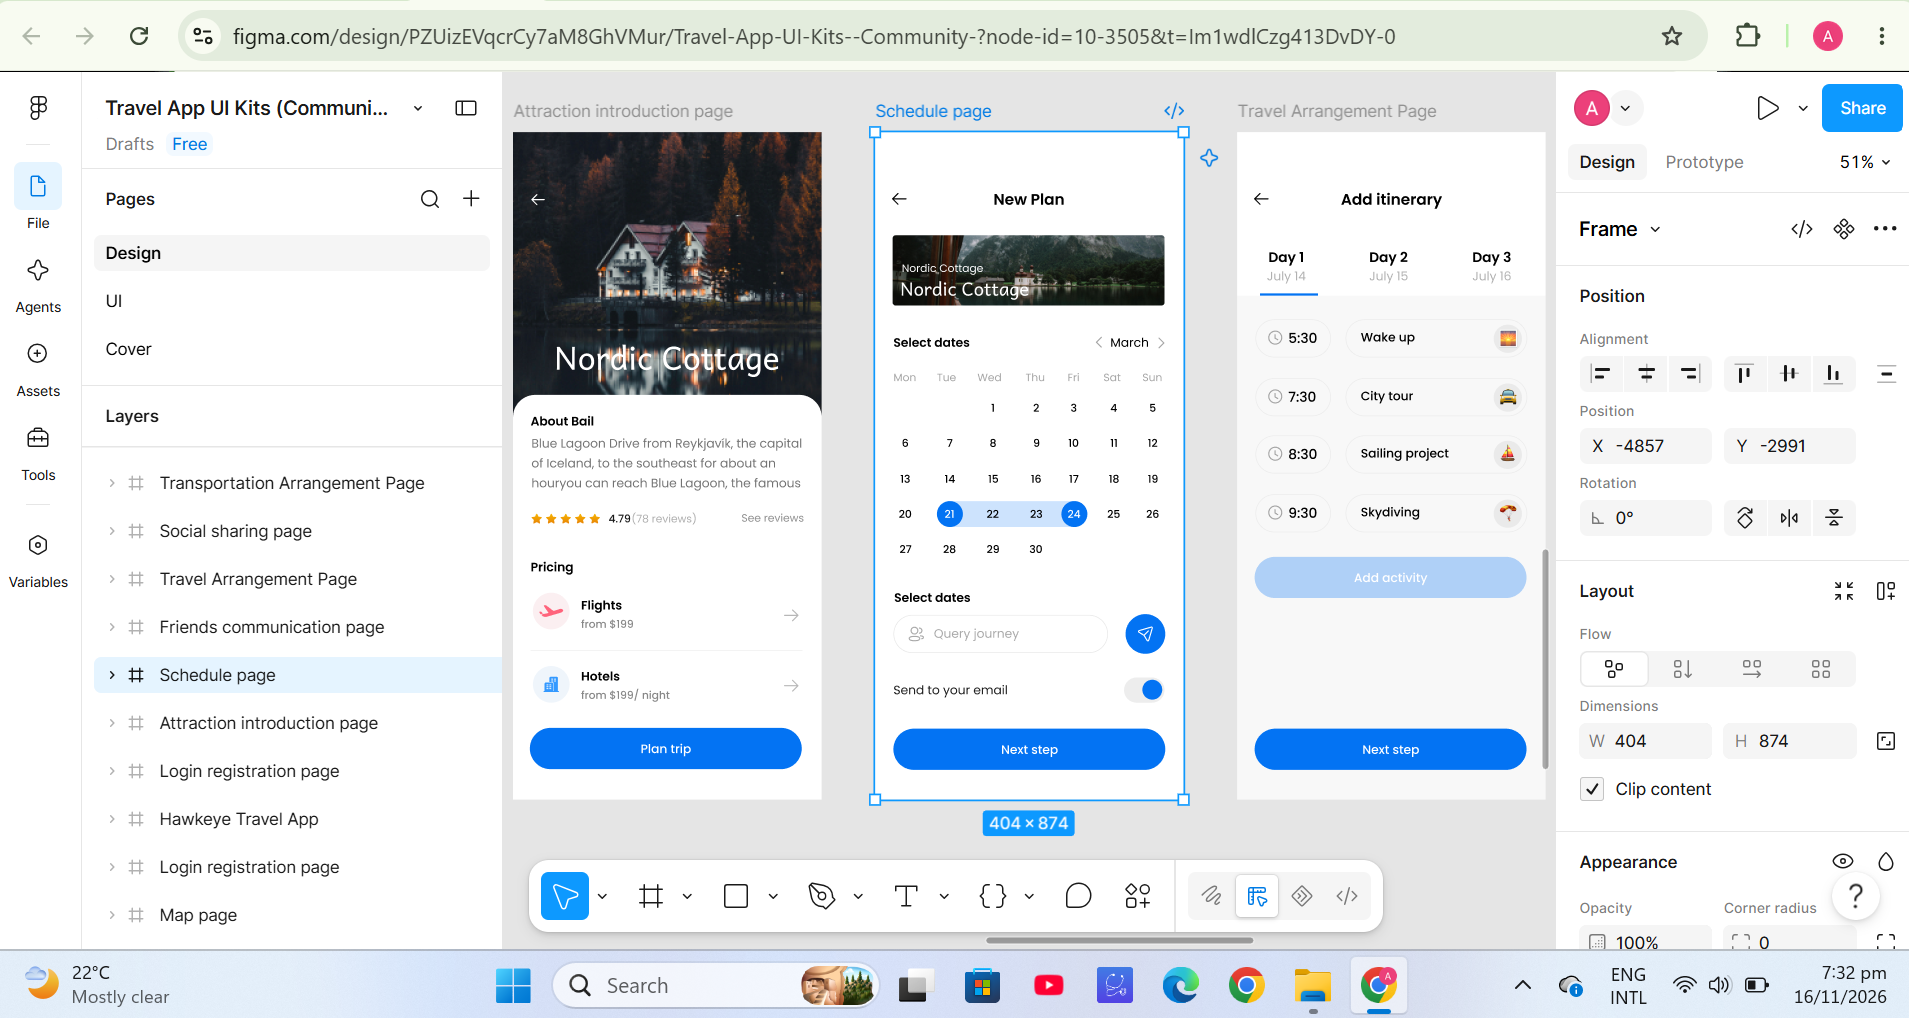 figma.com/design/PZUizEVqcrCy7aM8GhVMur/Travel-App-UI-Kits--Community-?node-id=10-3505&t=Im1wdlCzg413DvDY-0
A
Travel App UI Kits (Communi...
Drafts
Free
File
Agents
Assets
Tools
Variables
Pages
Design
UI
Cover
Layers
Transportation Arrangement Page
Social sharing page
Travel Arrangement Page
Friends communication page
Schedule page
Attraction introduction page
Login registration page
Hawkeye Travel App
Login registration page
Map page
Attraction introduction page
Nordic Cottage
About Bail
Blue Lagoon Drive from Reykjavík, the capital
of Iceland, to the southeast for about an
houryou can reach Blue Lagoon, the famous
4.79(78 reviews)
See reviews
Pricing
Flights
from $199
Hotels
from $199/ night
Plan trip
Schedule page
New Plan
Nordic Cottage
Nordic Cottage
Select dates
March
Mon Tue Wed Thu Fri Sat Sun
1 2 3 4 5
6 7 8 9 10 11 12
13 14 15 16 17 18 19
20 21 22 23 24 25 26
27 28 29 30
Select dates
Query journey
Send to your email
Next step
404 × 874
Travel Arrangement Page
Add itinerary
Day 1 Day 2 Day 3
July 14 July 15 July 16
5:30 Wake up
7:30 City tour
8:30 Sailing project
9:30 Skydiving
Add activity
Next step
A
Share
Design
Prototype
51%
Frame
Position
Alignment
Position
X -4857
Y -2991
Rotation
0°
Layout
Flow
Dimensions
W 404
H 874
Clip content
Appearance
Opacity
Corner radius
100%
0
?
22°C
Mostly clear
Search
A
ENG
INTL
7:32 pm
16/11/2026